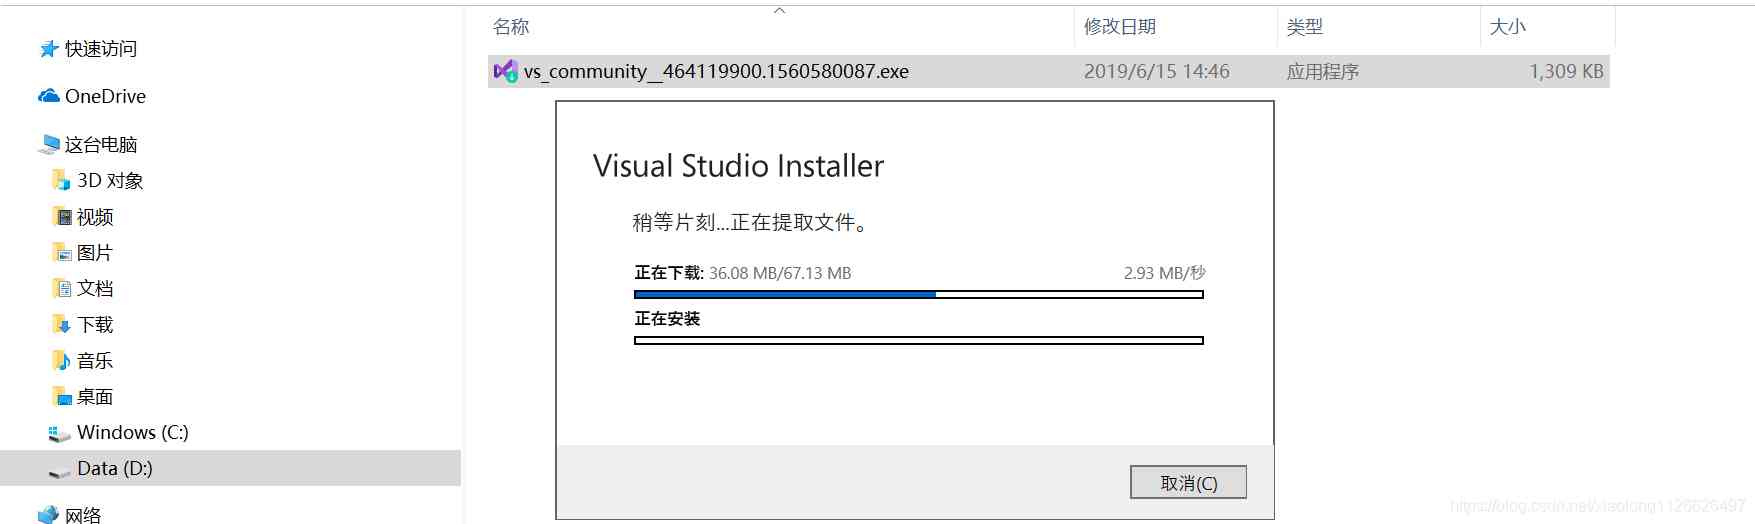 名称
修改日期
类型
大小
快速访问
vs_community__464119900.1560580087.exe
2019/6/15 14:46
应用程序
1,309 KB
OneDrive
这台电脑
3D 对象
视频
图片
文档
下载
音乐
桌面
Windows (C:)
Data (D:)
网络
Visual Studio Installer
稍等片刻...正在提取文件。
正在下载: 36.08 MB/67.13 MB
2.93 MB/秒
正在安装
取消(C)
https://blog.csdn.net/xiaolong1126626497